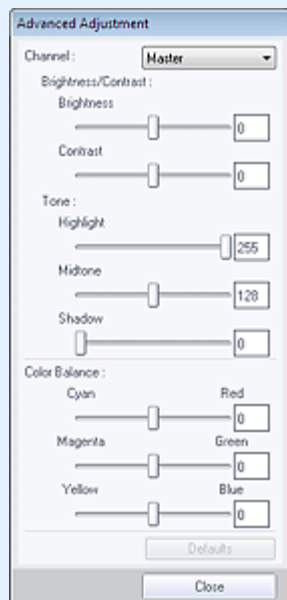 Advanced Adjustment
Channel : Master
Brightness/Contrast :
Brightness
0
Contrast
0
Tone :
Highlight
255
Midtone
128
Shadow
0
Color Balance :
Cyan Red
0
Magenta Green
0
Yellow Blue
0
Defaults
Close